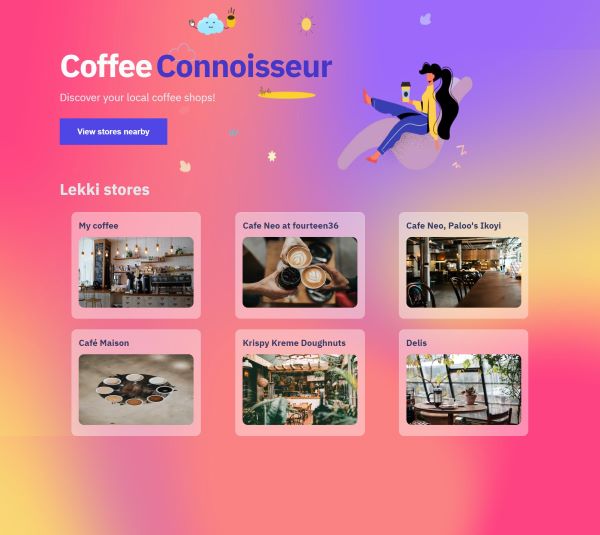 Coffee Connoisseur
Discover your local coffee shops!
View stores nearby
Lekki stores
My coffee
Cafe Neo at fourteen36
Cafe Neo, Paloo's Ikoyi
Café Maison
Krispy Kreme Doughnuts
Delis